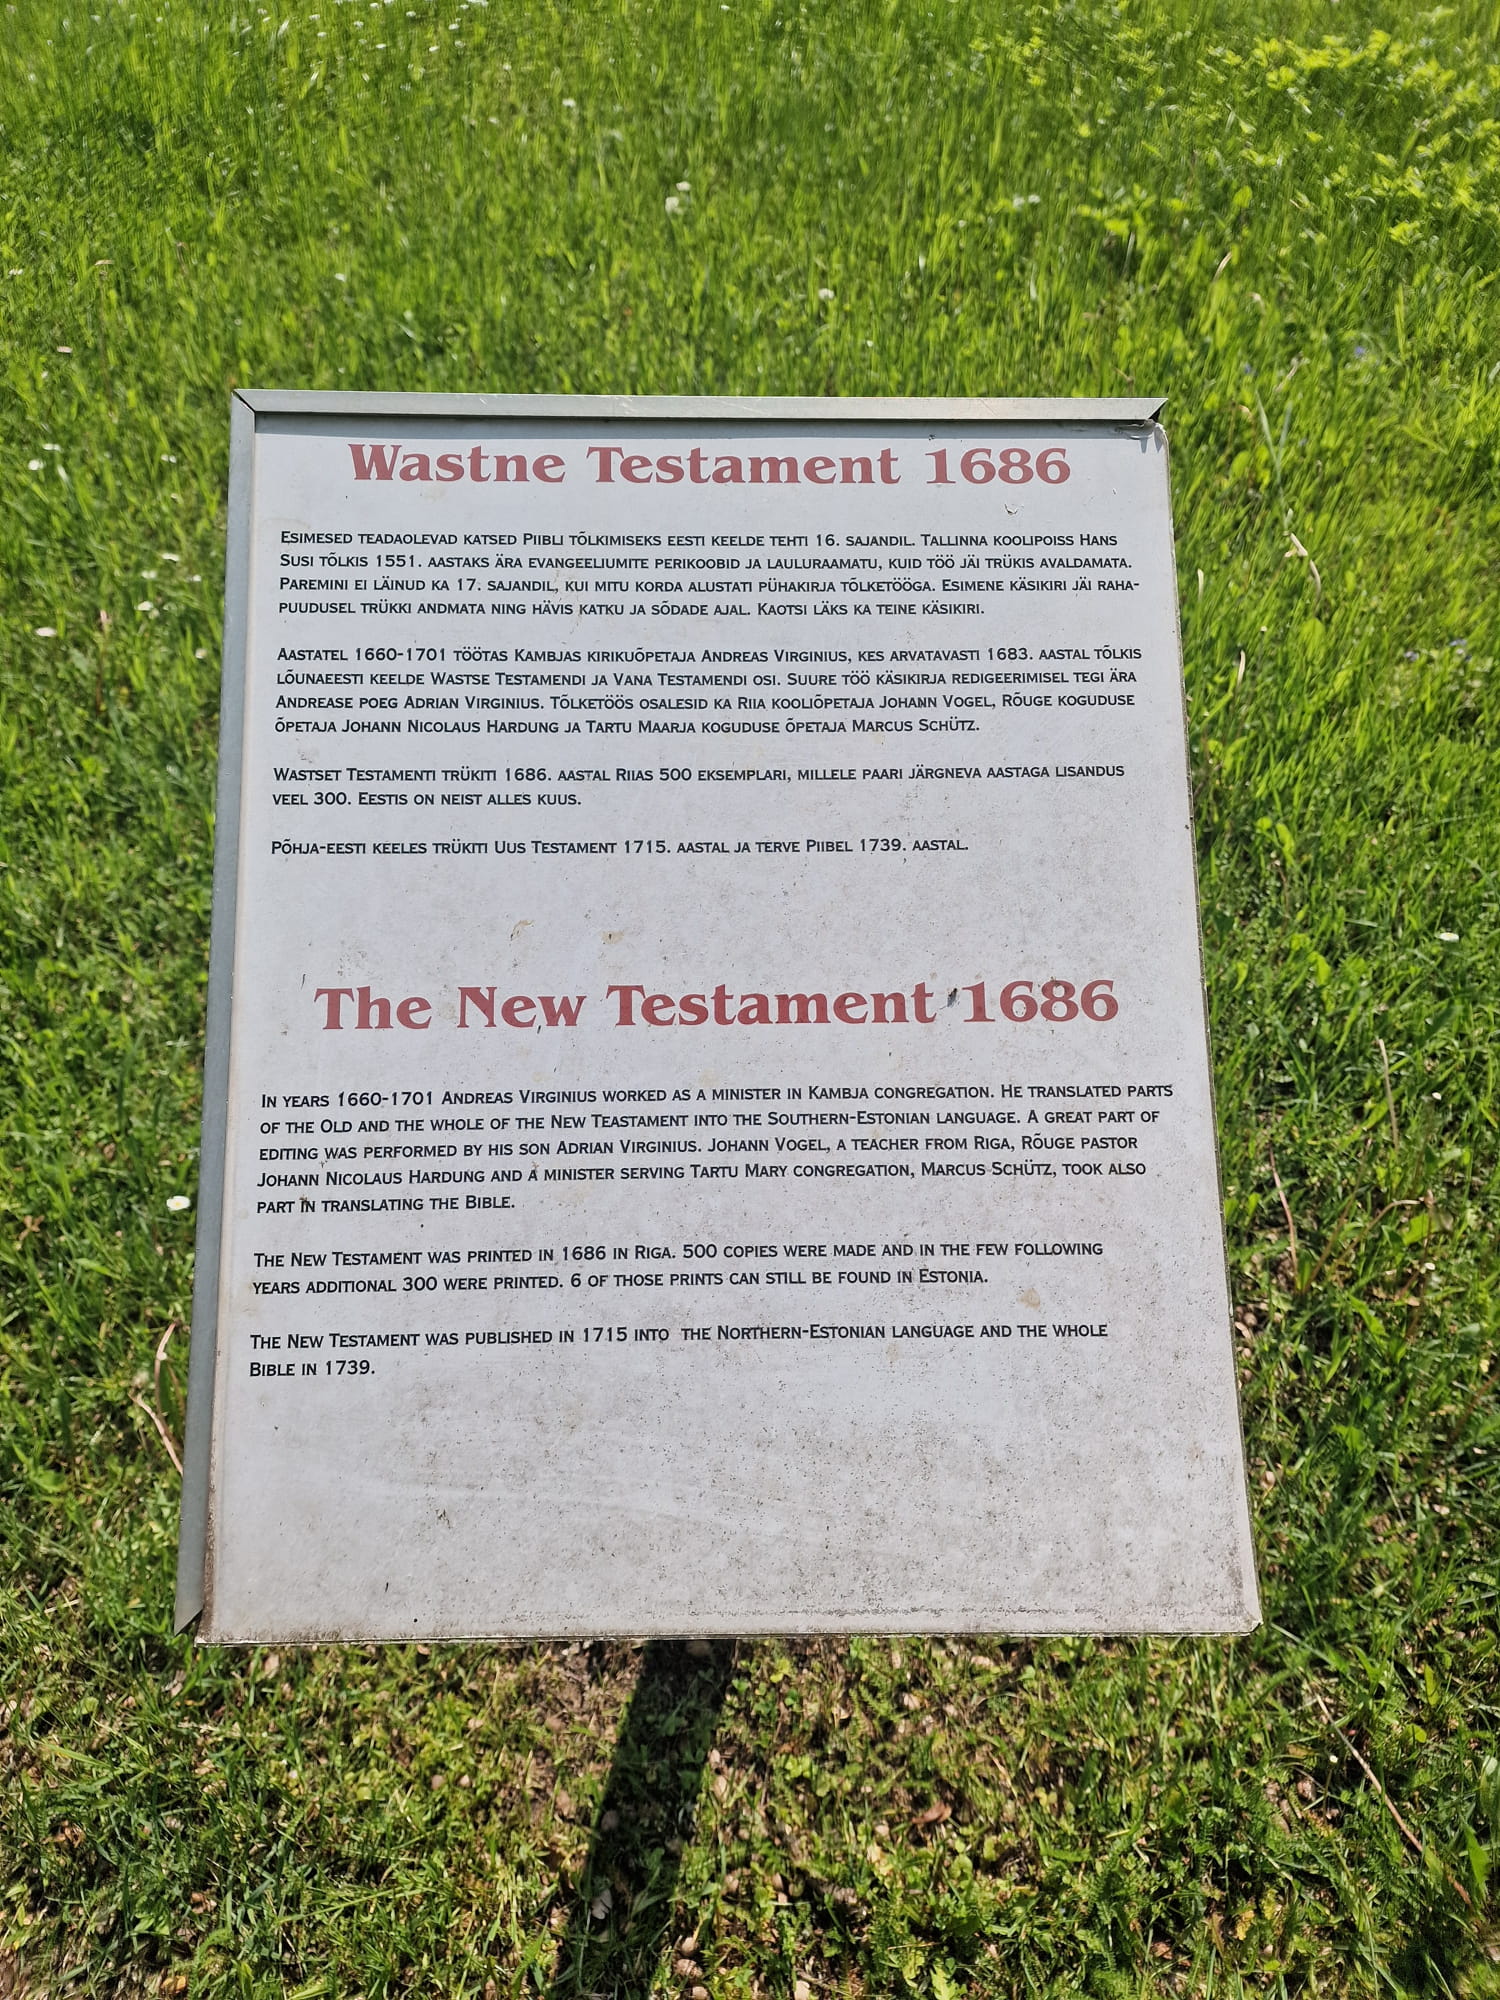 Wastne Testament 1686
Esimesed teadaolevad katsed Piibli tõlkimiseks eesti keelde tehti 16. sajandil. Tallinna koolipoiss Hans
Susi tõlkis 1551. aastaks ära evangeeliumite perikoobid ja lauluraamatu, kuid töö jäi trükis avaldamata.
Paremini ei läinud ka 17. sajandil, kui mitu korda alustati pühakirja tõlketööga. Esimene käsikiri jäi raha-
puudusel trükki andmata ning hävis katku ja sõdade ajal. Kaotsi läks ka teine käsikiri.
Aastatel 1660-1701 töötas Kambjas kirikuõpetaja Andreas Virginius, kes arvatavasti 1683. aastal tõlkis
lõunaeesti keelde Wastse Testamendi ja Vana Testamendi osi. Suure töö käsikirja redigeerimisel tegi ära
Andrease poeg Adrian Virginius. Tõlketöös osalesid ka Riia kooliõpetaja Johann Vogel, Rõuge koguduse
õpetaja Johann Nicolaus Hardung ja Tartu Maarja koguduse õpetaja Marcus Schütz.
Wastset Testamenti trükiti 1686. aastal Riias 500 eksemplari, millele paari järgneva aastaga lisandus
veel 300. Eestis on neist alles kuus.
Põhja-eesti keeles trükiti Uus Testament 1715. aastal ja terve Piibel 1739. aastal.
The New Testament 1686
In years 1660-1701 Andreas Virginius worked as a minister in Kambja congregation. He translated parts
of the Old and the whole of the New Teastament into the Southern-Estonian language. A great part of
editing was performed by his son Adrian Virginius. Johann Vogel, a teacher from Riga, Rõuge pastor
Johann Nicolaus Hardung and a minister serving Tartu Mary congregation, Marcus Schütz, took also
part in translating the Bible.
The New Testament was printed in 1686 in Riga. 500 copies were made and in the few following
years additional 300 were printed. 6 of those prints can still be found in Estonia.
The New Testament was published in 1715 into the Northern-Estonian language and the whole
Bible in 1739.